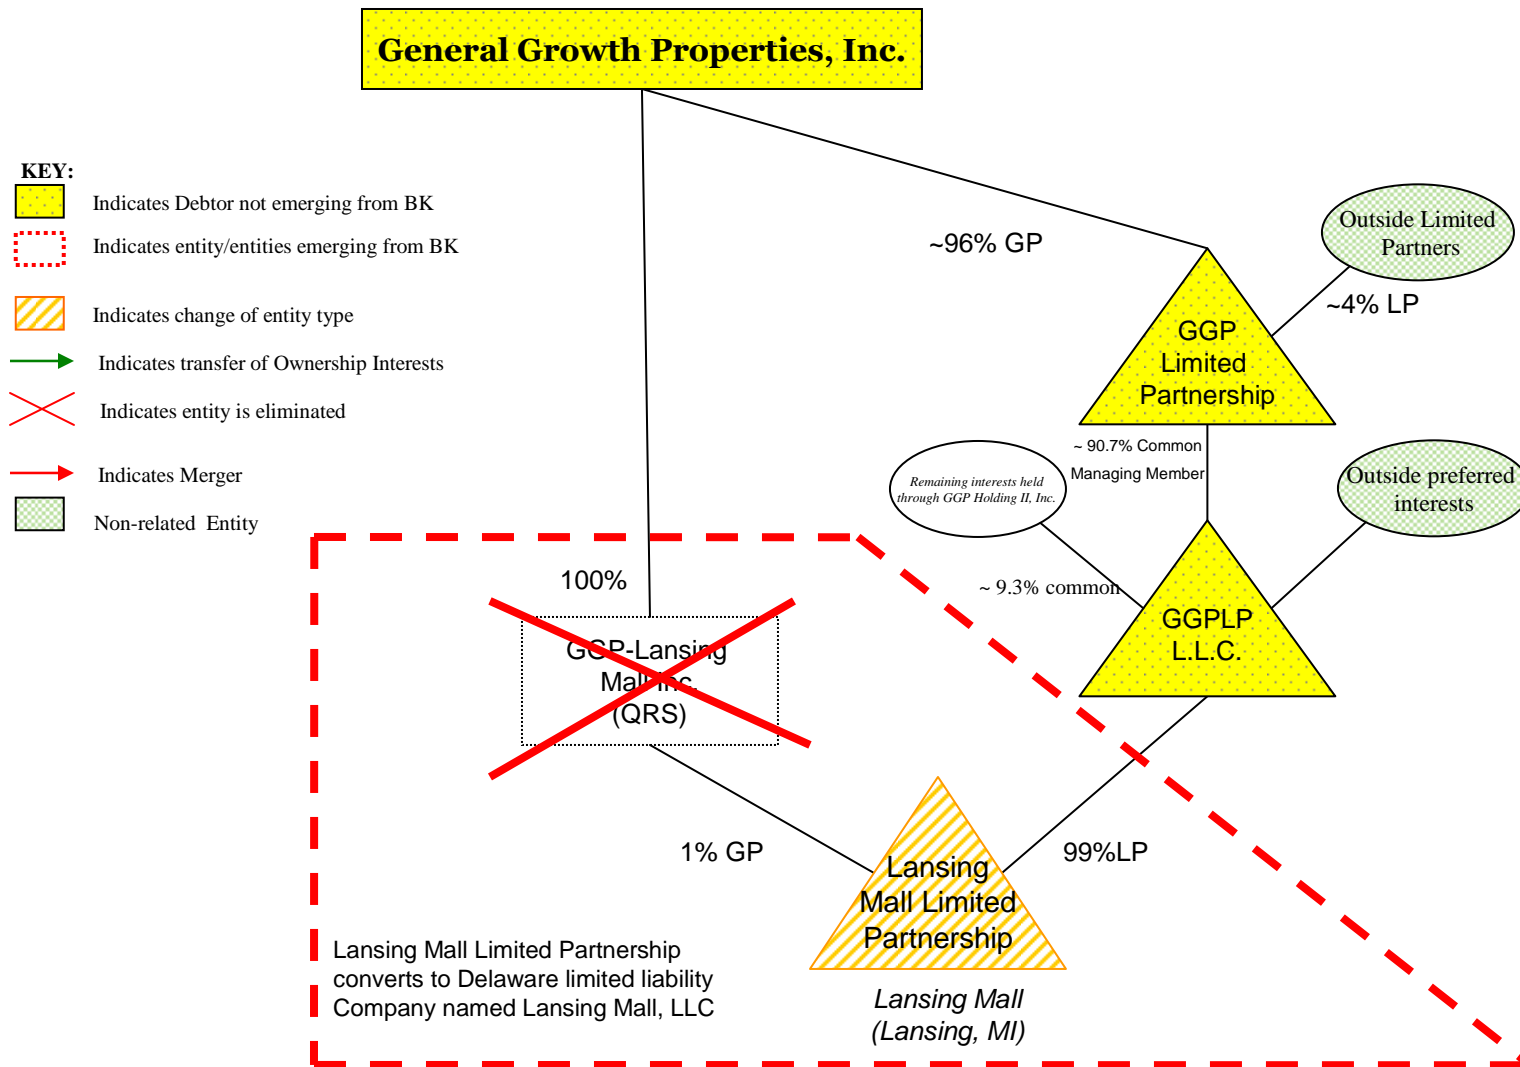 General Growth Properties, Inc.
KEY:
Indicates Debtor not emerging from BK
Indicates entity/entities emerging from BK
Indicates change of entity type
Indicates transfer of Ownership Interests
Indicates entity is eliminated
Indicates Merger
Non-related Entity
~96% GP
Outside Limited
Partners
~4% LP
GGP
Limited
Partnership
~ 90.7% Common
Managing Member
Remaining interests held
through GGP Holding II, Inc.
Outside preferred
interests
~ 9.3% common
GGPLP
L.L.C.
100%
GGP-Lansing
Mall Inc.
(QRS)
1% GP
99%LP
Lansing
Mall Limited
Partnership
Lansing Mall Limited Partnership
converts to Delaware limited liability
Company named Lansing Mall, LLC
Lansing Mall
(Lansing, MI)